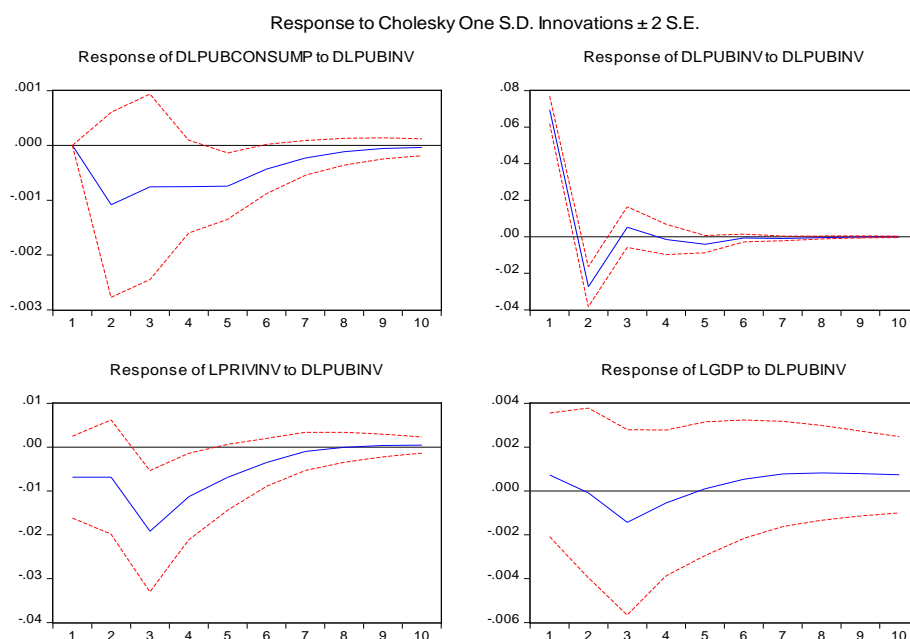 Response to Cholesky One S.D. Innovations ± 2 S.E.
Response of DLPUBCONSUMP to DLPUBINV
.001
.000
-.001
-.002
-.003
1 2 3 4 5 6 7 8 9 10
Response of DLPUBINV to DLPUBINV
.08
.04
.00
-.02
-.04
1 2 3 4 5 6 7 8 9 10
Response of LPRIVINV to DLPUBINV
.01
.00
-.01
-.02
-.03
-.04
1 2 3 4 5 6 7 8 9 10
Response of LGDP to DLPUBINV
.004
.002
.000
-.002
-.004
-.006
1 2 3 4 5 6 7 8 9 10